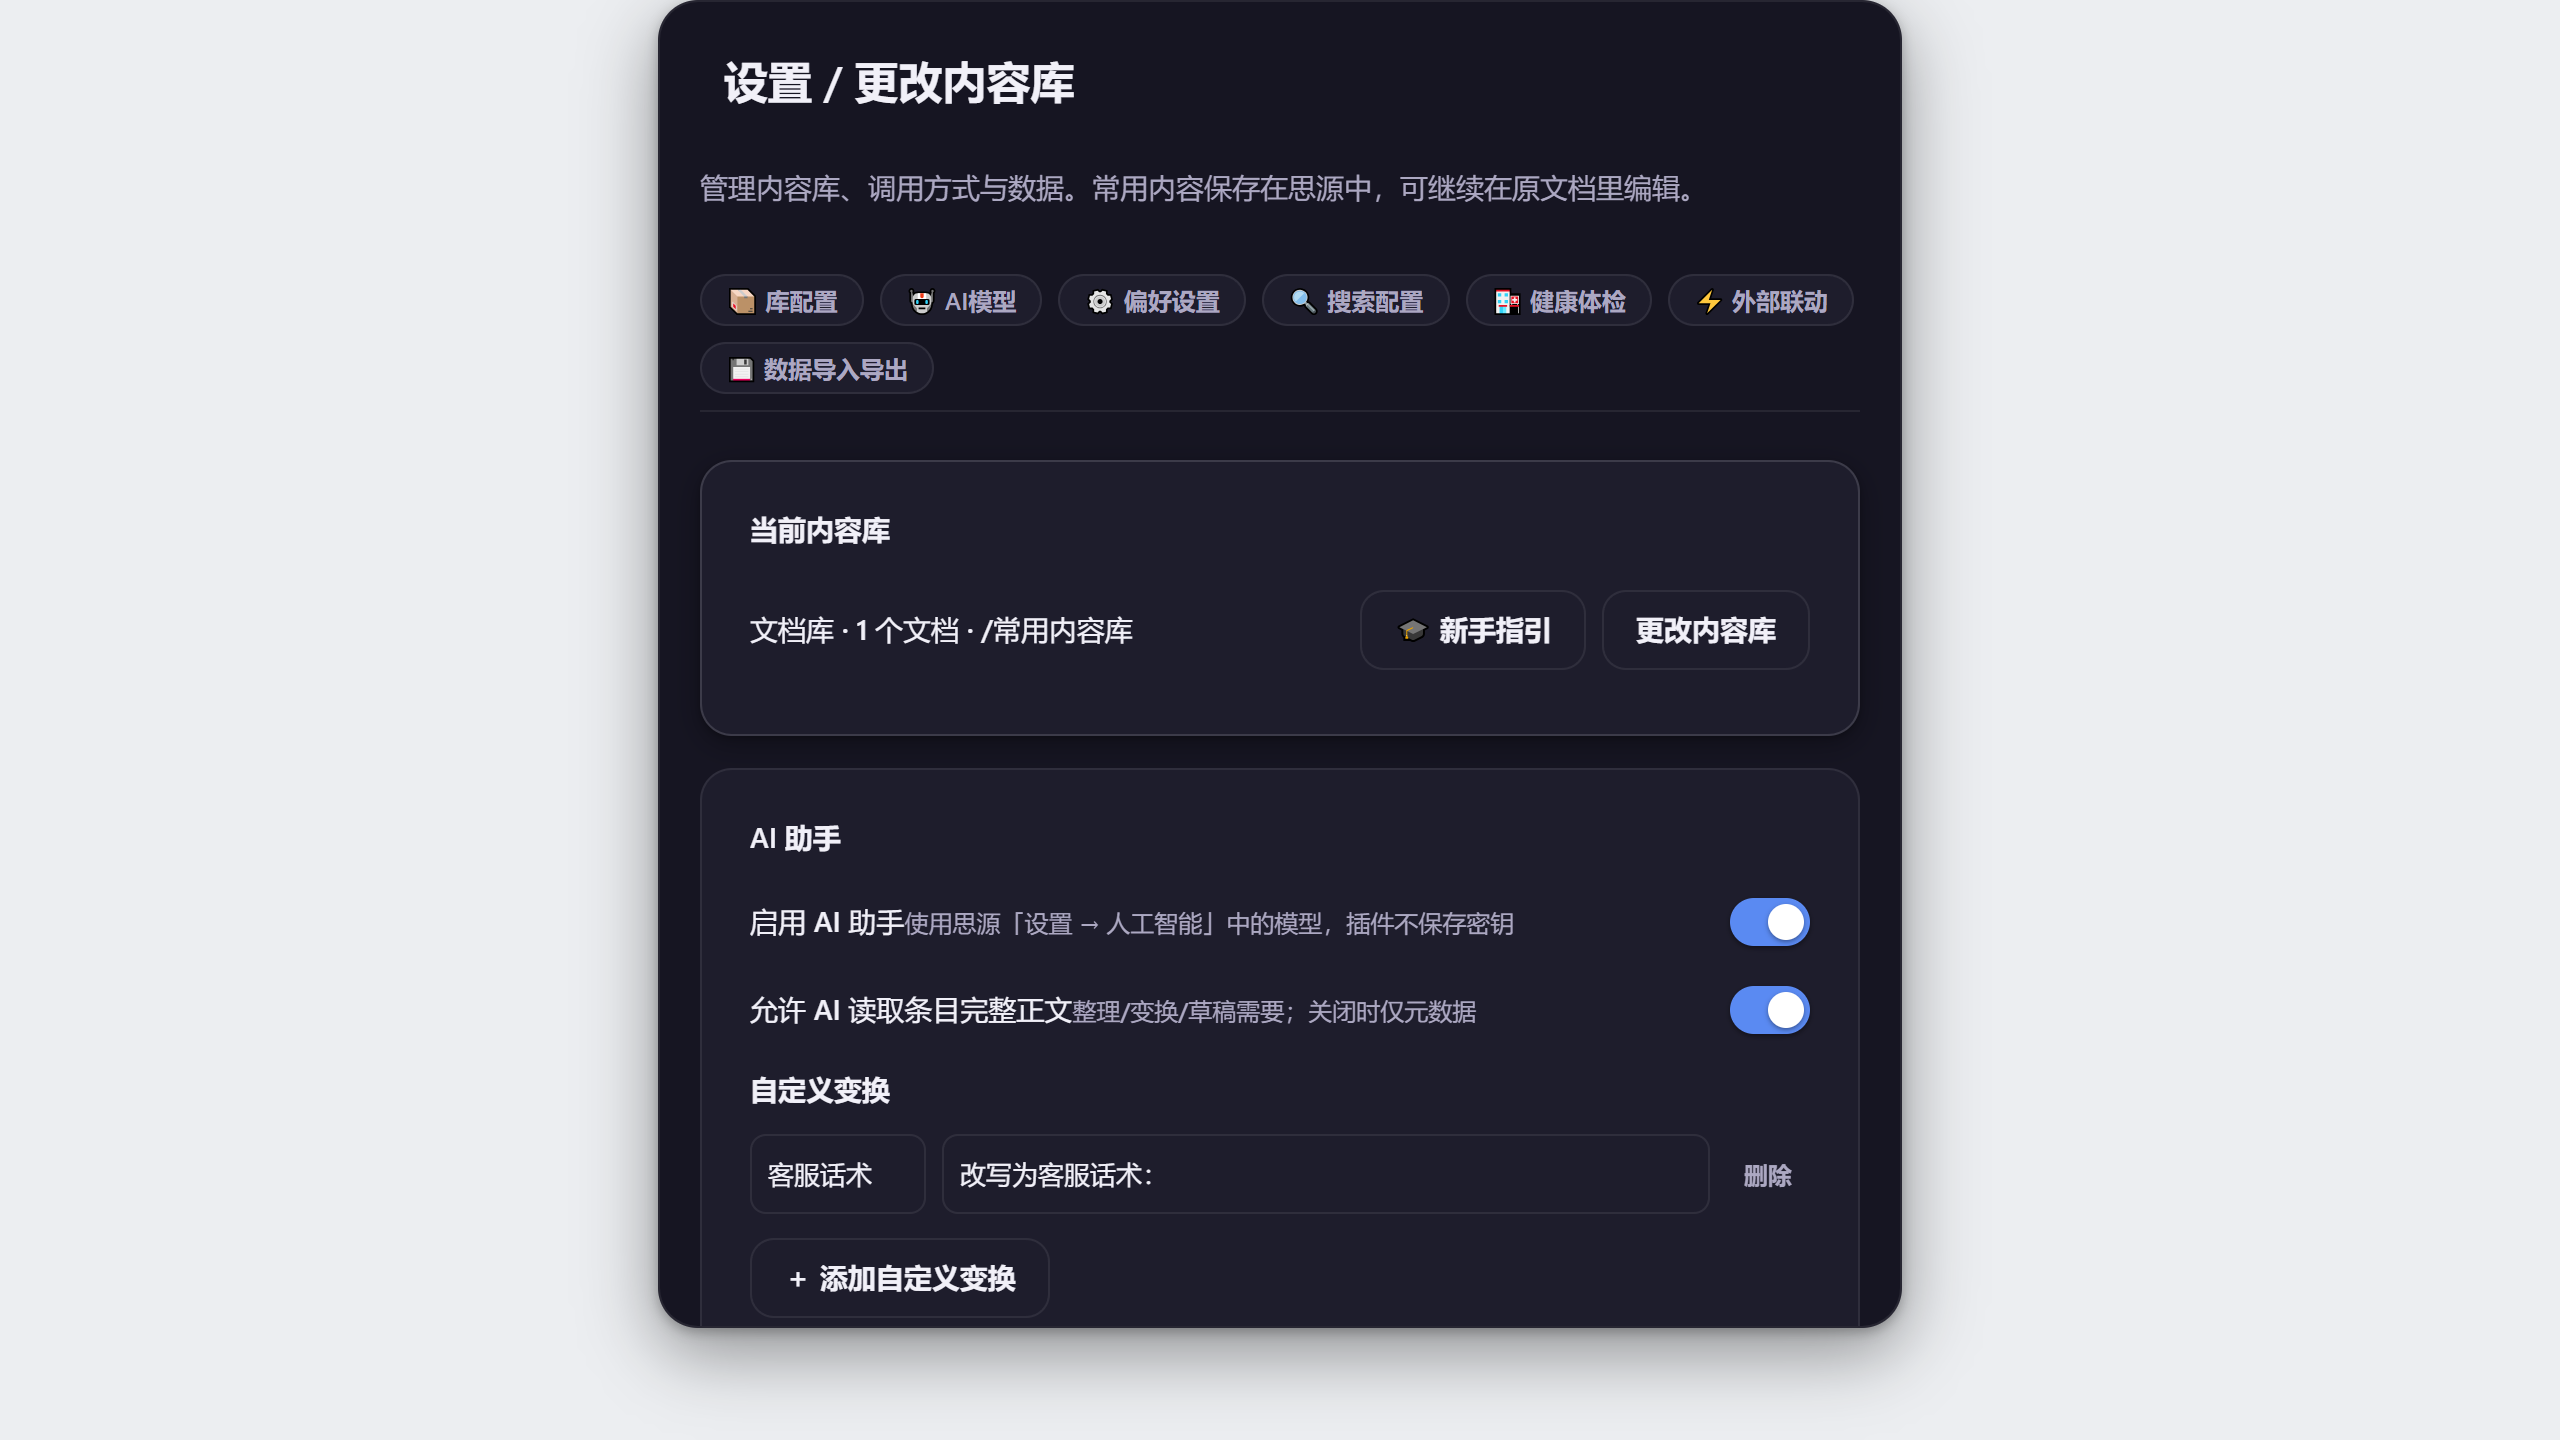 设置 / 更改内容库
管理内容库、调用方式与数据。常用内容保存在思源中，可继续在原文档里编辑。
库配置
AI模型
偏好设置
搜索配置
健康体检
外部联动
数据导入导出
当前内容库
文档库 · 1 个文档 · /常用内容库
新手指引
更改内容库
AI 助手
启用 AI 助手使用思源「设置 → 人工智能」中的模型，插件不保存密钥
允许 AI 读取条目完整正文整理/变换/草稿需要；关闭时仅元数据
自定义变换
客服话术
改写为客服话术：
删除
+ 添加自定义变换